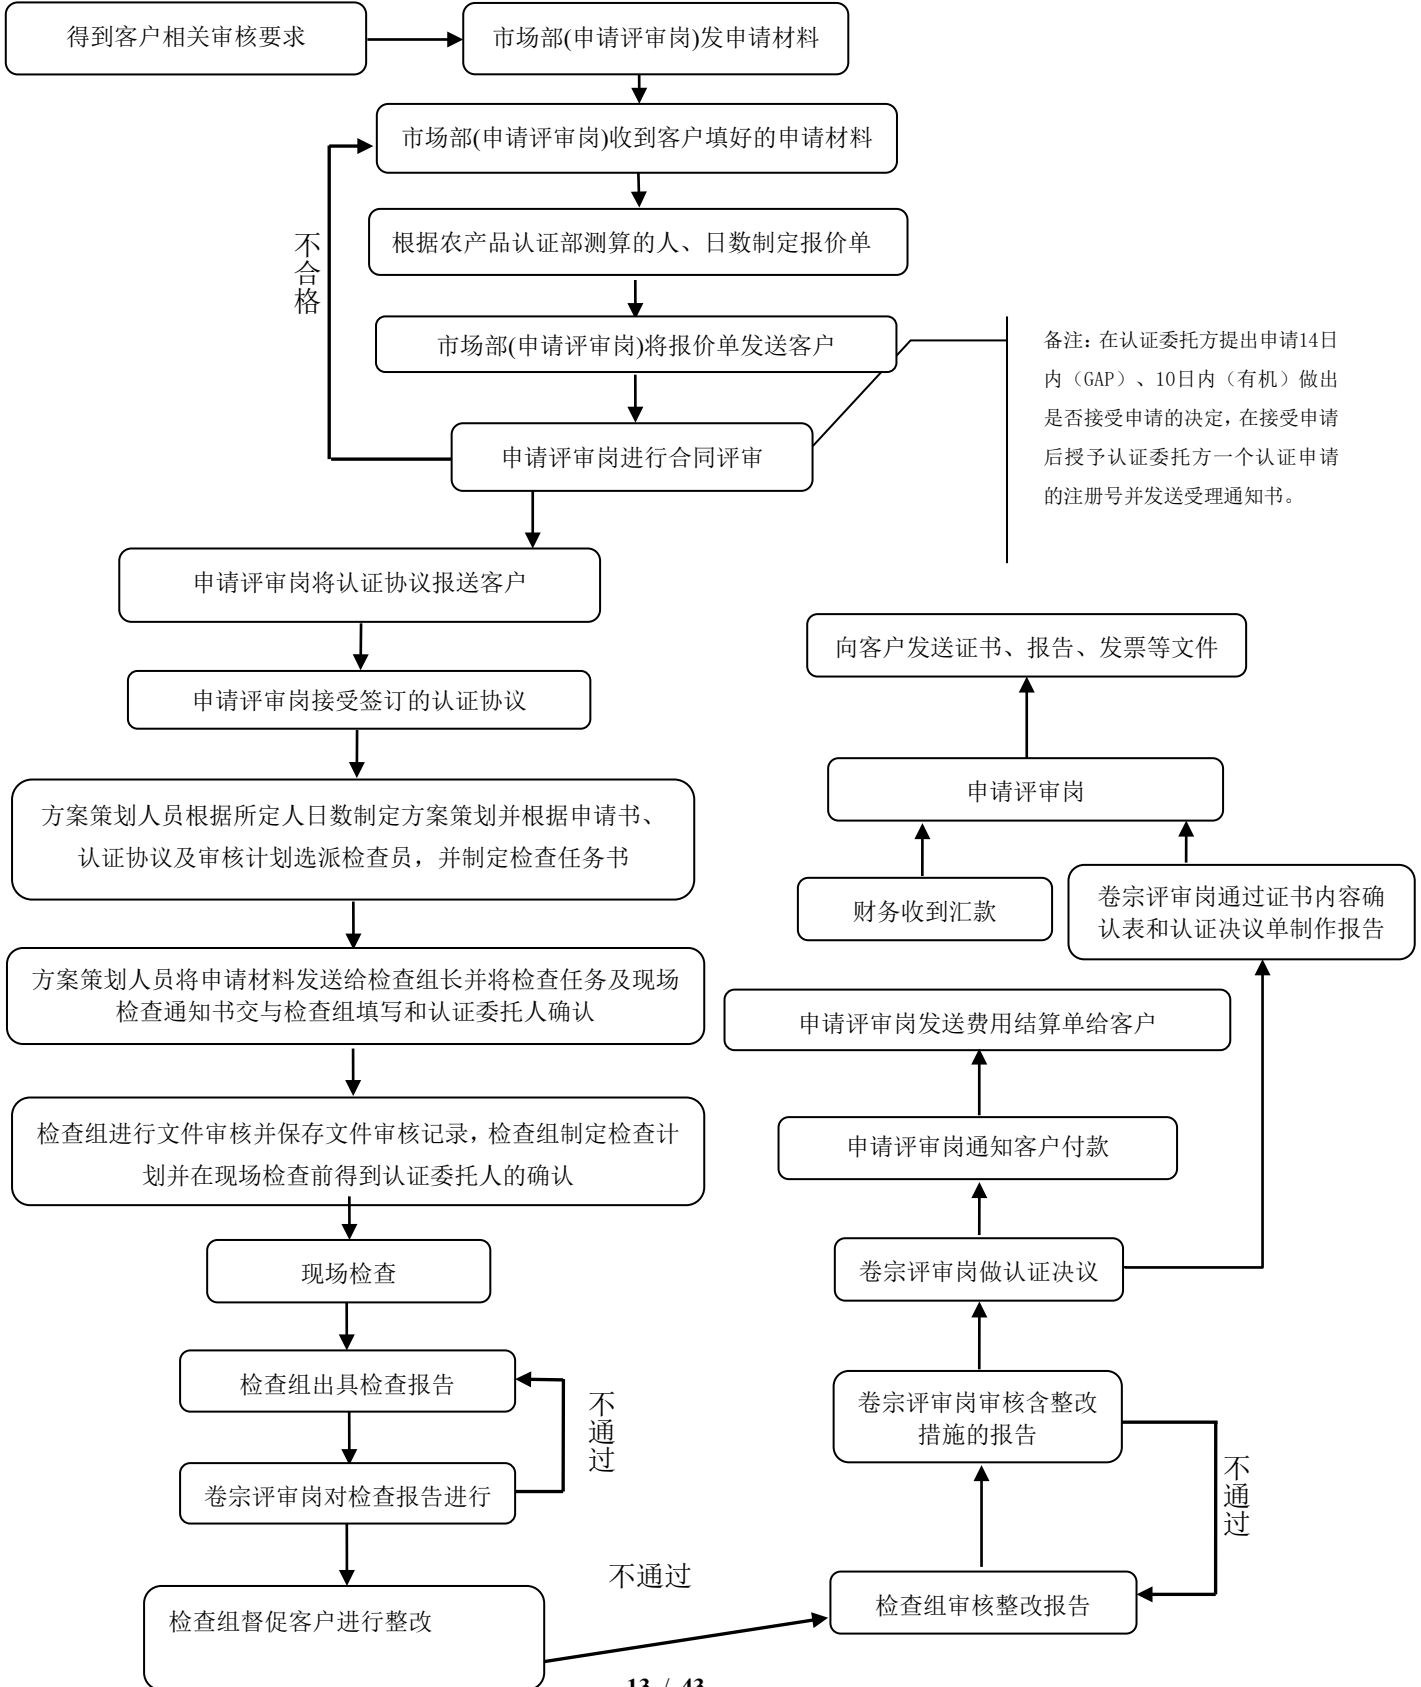 得到客户相关审核要求
市场部(申请评审岗)发申请材料
市场部(申请评审岗)收到客户填好的申请材料
不合格
根据农产品认证部测算的人、日数制定报价单
市场部(申请评审岗)将报价单发送客户
备注：在认证委托方提出申请14日
内（GAP）、10日内（有机）做出
是否接受申请的决定，在接受申请
后授予认证委托方一个认证申请
的注册号并发送受理通知书。
申请评审岗进行合同评审
申请评审岗将认证协议报送客户
申请评审岗接受签订的认证协议
方案策划人员根据所定人日数制定方案策划并根据申请书、
认证协议及审核计划选派检查员，并制定检查任务书
方案策划人员将申请材料发送给检查组长并将检查任务及现场
检查通知书交与检查组填写和认证委托人确认
检查组进行文件审核并保存文件审核记录，检查组制定检查计
划并在现场检查前得到认证委托人的确认
现场检查
检查组出具检查报告
不通过
卷宗评审岗对检查报告进行
检查组督促客户进行整改
不通过
检查组审核整改报告
不通过
卷宗评审岗审核含整改
措施的报告
卷宗评审岗做认证决议
申请评审岗通知客户付款
申请评审岗发送费用结算单给客户
财务收到汇款
卷宗评审岗通过证书内容确
认表和认证决议单制作报告
申请评审岗
向客户发送证书、报告、发票等文件
13 / 43